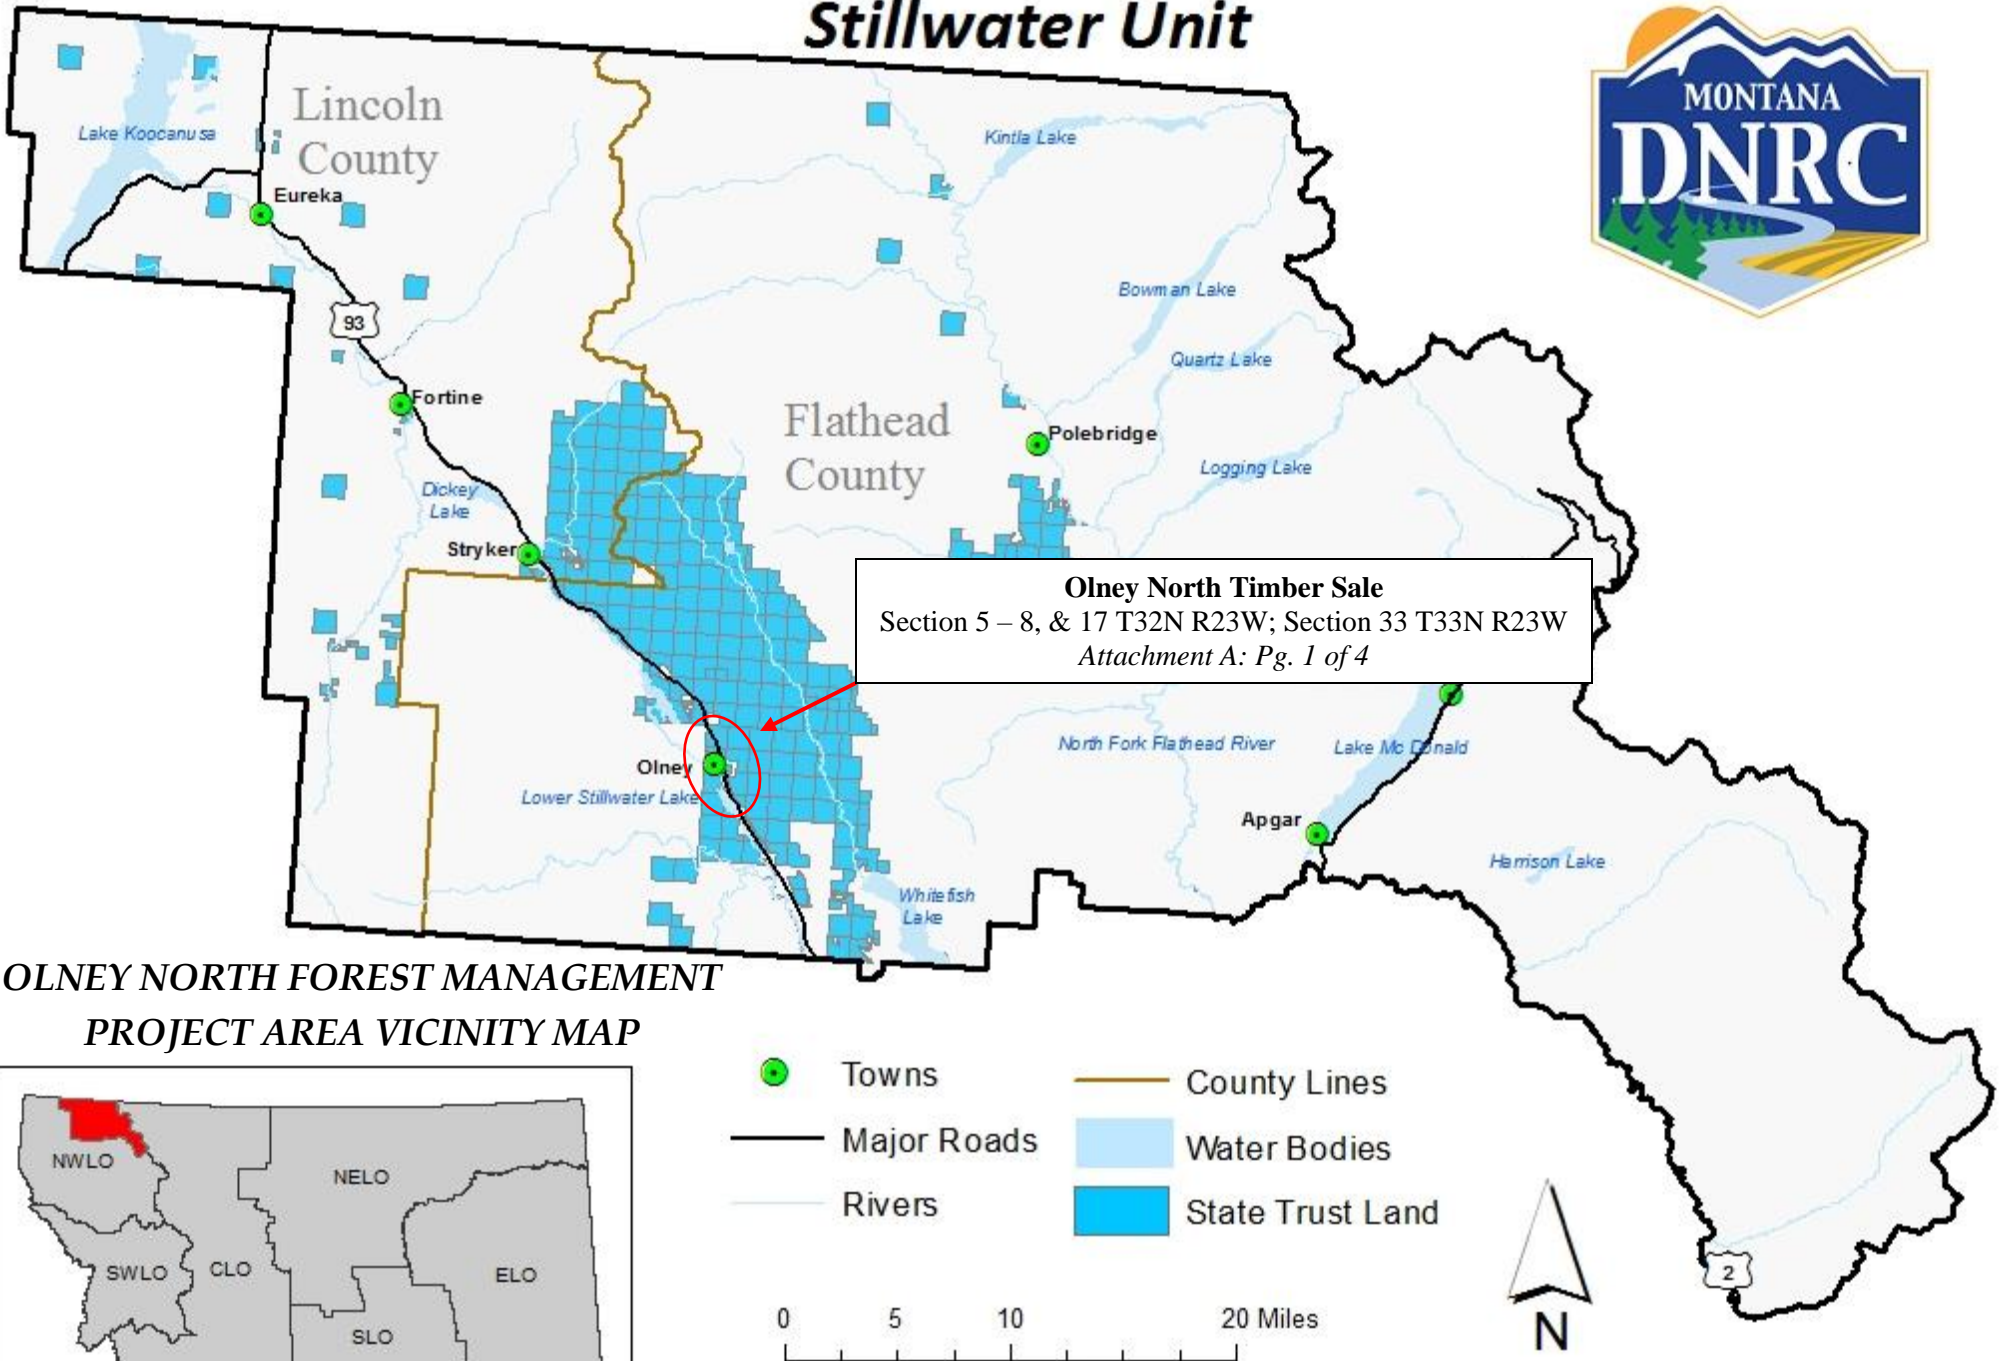 Stillwater Unit
MONTANA
DNRC
Lincoln
County
Lake Koocanusa
Eureka
Kintla Lake
Bowman Lake
93
Quartz Lake
Fortine
Flathead
County
Polebridge
Logging Lake
Dickey
Lake
Stryker
Olney North Timber Sale
Section 5 – 8, & 17 T32N R23W; Section 33 T33N R23W
Attachment A: Pg. 1 of 4
North Fork Flathead River
Lake Mc Donald
Olney
Lower Stillwater Lake
Apgar
Harrison Lake
Whitefish
Lake
OLNEY NORTH FOREST MANAGEMENT
PROJECT AREA VICINITY MAP
Towns
County Lines
Major Roads
Water Bodies
Rivers
State Trust Land
NWLO
NELO
SWLO
CLO
ELO
SLO
2
0 5 10 20 Miles
N